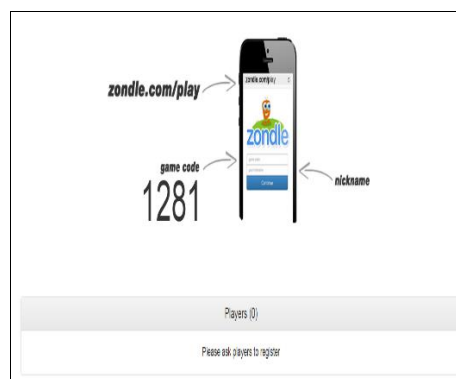 zondle.com/play
zondle.com/play
zondle
game code
1281
nickname
Continue
Players (0)
Please ask players to register